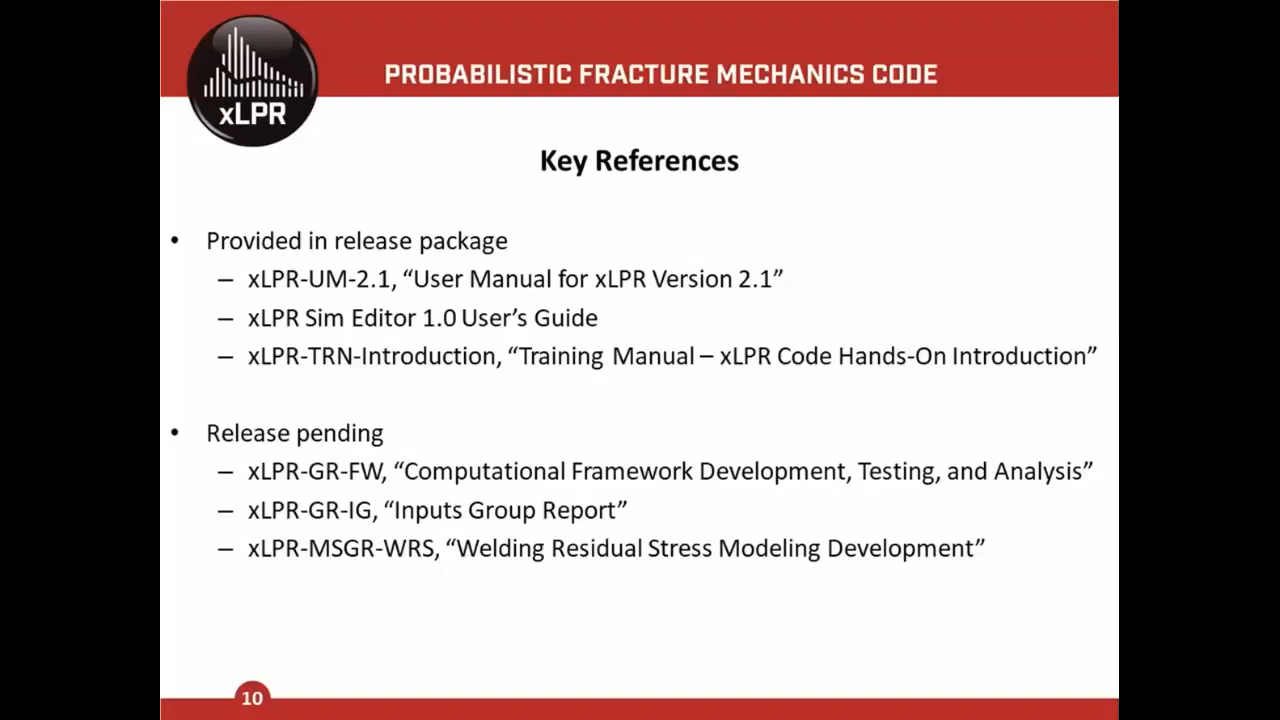 xLPR
PROBABILISTIC FRACTURE MECHANICS CODE
Key References
• Provided in release package
– xLPR-UM-2.1, “User Manual for xLPR Version 2.1”
– xLPR Sim Editor 1.0 User’s Guide
– xLPR-TRN-Introduction, “Training Manual – xLPR Code Hands-On Introduction”
• Release pending
– xLPR-GR-FW, “Computational Framework Development, Testing, and Analysis”
– xLPR-GR-IG, “Inputs Group Report”
– xLPR-MSGR-WRS, “Welding Residual Stress Modeling Development”
10